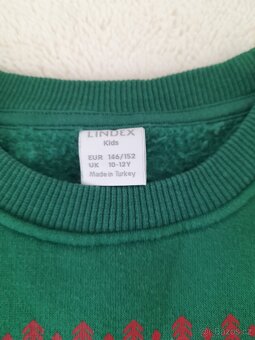 LINDEX
Kids
EUR 146/152
UK 10-12Y
Made in Turkey